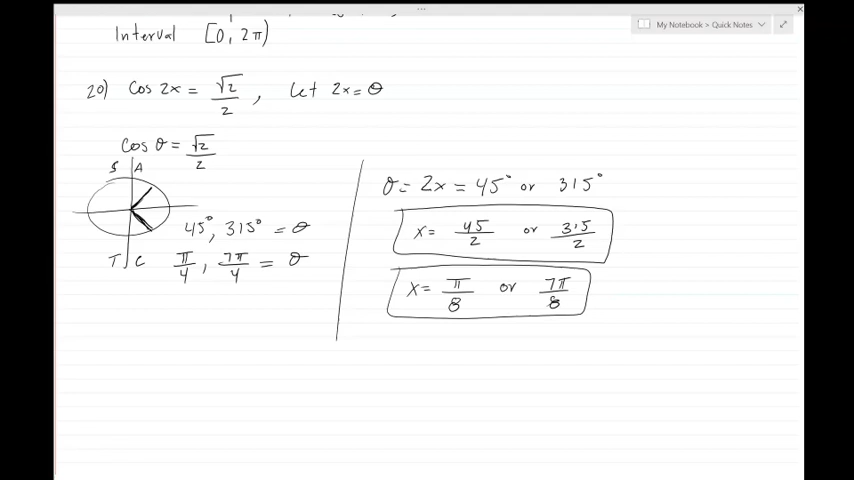 My Notebook > Quick Notes
Interval [0, 2π)
20) Cos 2x = √2/2, Let 2x = θ
Cos θ = √2/2
S A
T C
45°, 315° = θ
π/4, 7π/4 = θ
θ = 2x = 45° or 315°
x = 45/2 or 315/2
x = π/8 or 7π/8